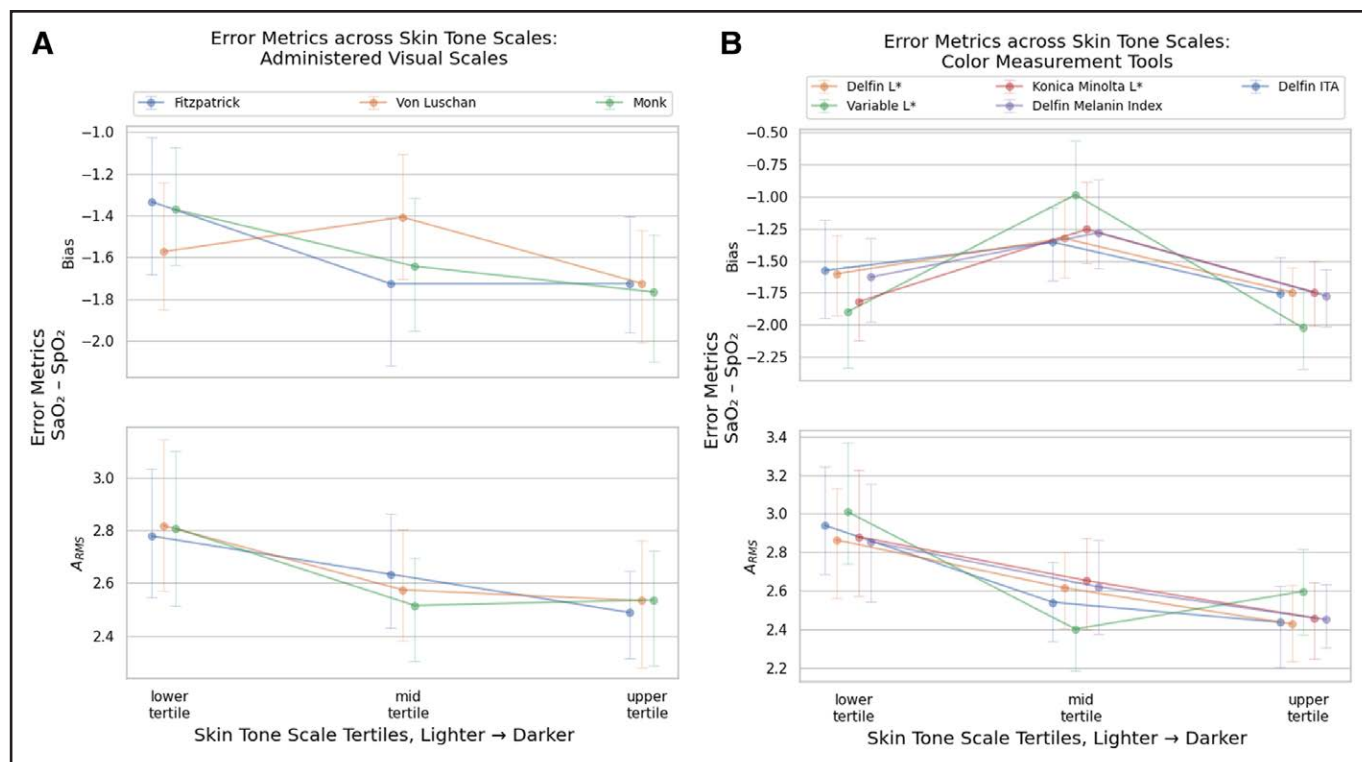 A
Error Metrics across Skin Tone Scales:
Administered Visual Scales
Fitzpatrick
Von Luschan
Monk
−1.0
−1.2
−1.4
−1.6
−1.8
−2.0
Bias
3.0
2.8
2.6
2.4
A_RMS
Error Metrics
SaO₂ – SpO₂
lower
tertile
mid
tertile
upper
tertile
Skin Tone Scale Tertiles, Lighter → Darker
B
Error Metrics across Skin Tone Scales:
Color Measurement Tools
Delfin L*
Variable L*
Konica Minolta L*
Delfin Melanin Index
Delfin ITA
−0.50
−0.75
−1.00
−1.25
−1.50
−1.75
−2.00
−2.25
Bias
3.4
3.2
3.0
2.8
2.6
2.4
2.2
A_RMS
Error Metrics
SaO₂ – SpO₂
lower
tertile
mid
tertile
upper
tertile
Skin Tone Scale Tertiles, Lighter → Darker